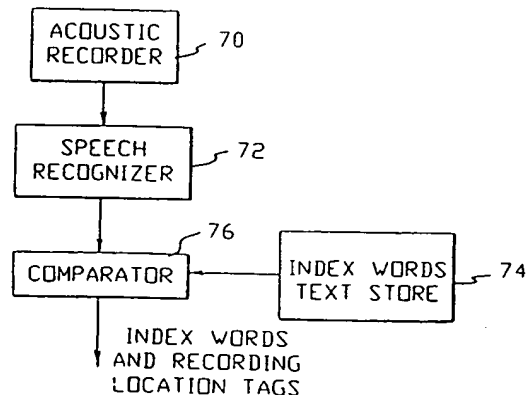 ACOUSTIC
RECORDER
70
SPEECH
RECOGNIZER
72
76
COMPARATOR
INDEX WORDS
TEXT STORE
74
INDEX WORDS
AND RECORDING
LOCATION TAGS